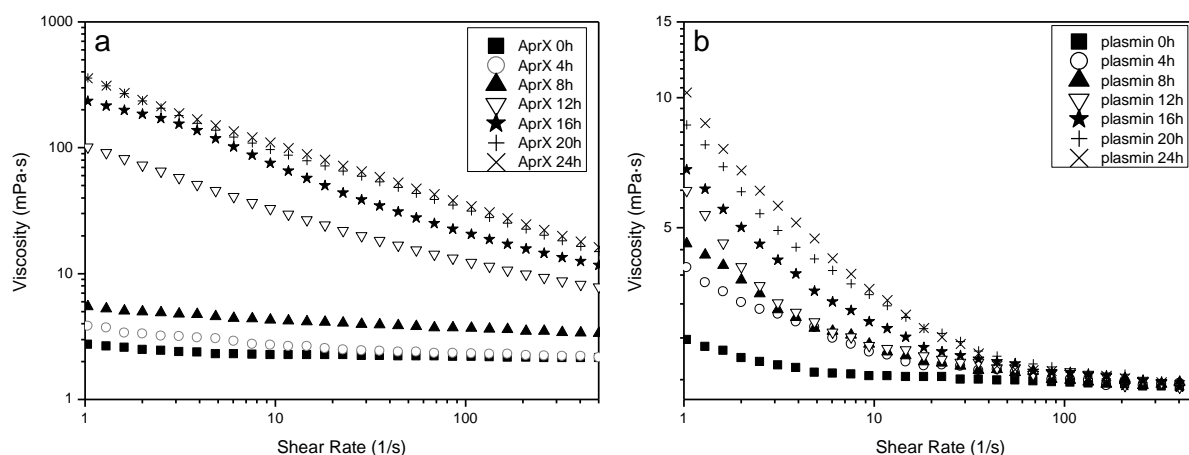 a
1000
100
10
1
Viscosity (mPa·s)
1
10
100
Shear Rate (1/s)
AprX 0h
AprX 4h
AprX 8h
AprX 12h
AprX 16h
AprX 20h
AprX 24h
b
15
10
5
Viscosity (mPa·s)
1
10
100
Shear Rate (1/s)
plasmin 0h
plasmin 4h
plasmin 8h
plasmin 12h
plasmin 16h
plasmin 20h
plasmin 24h